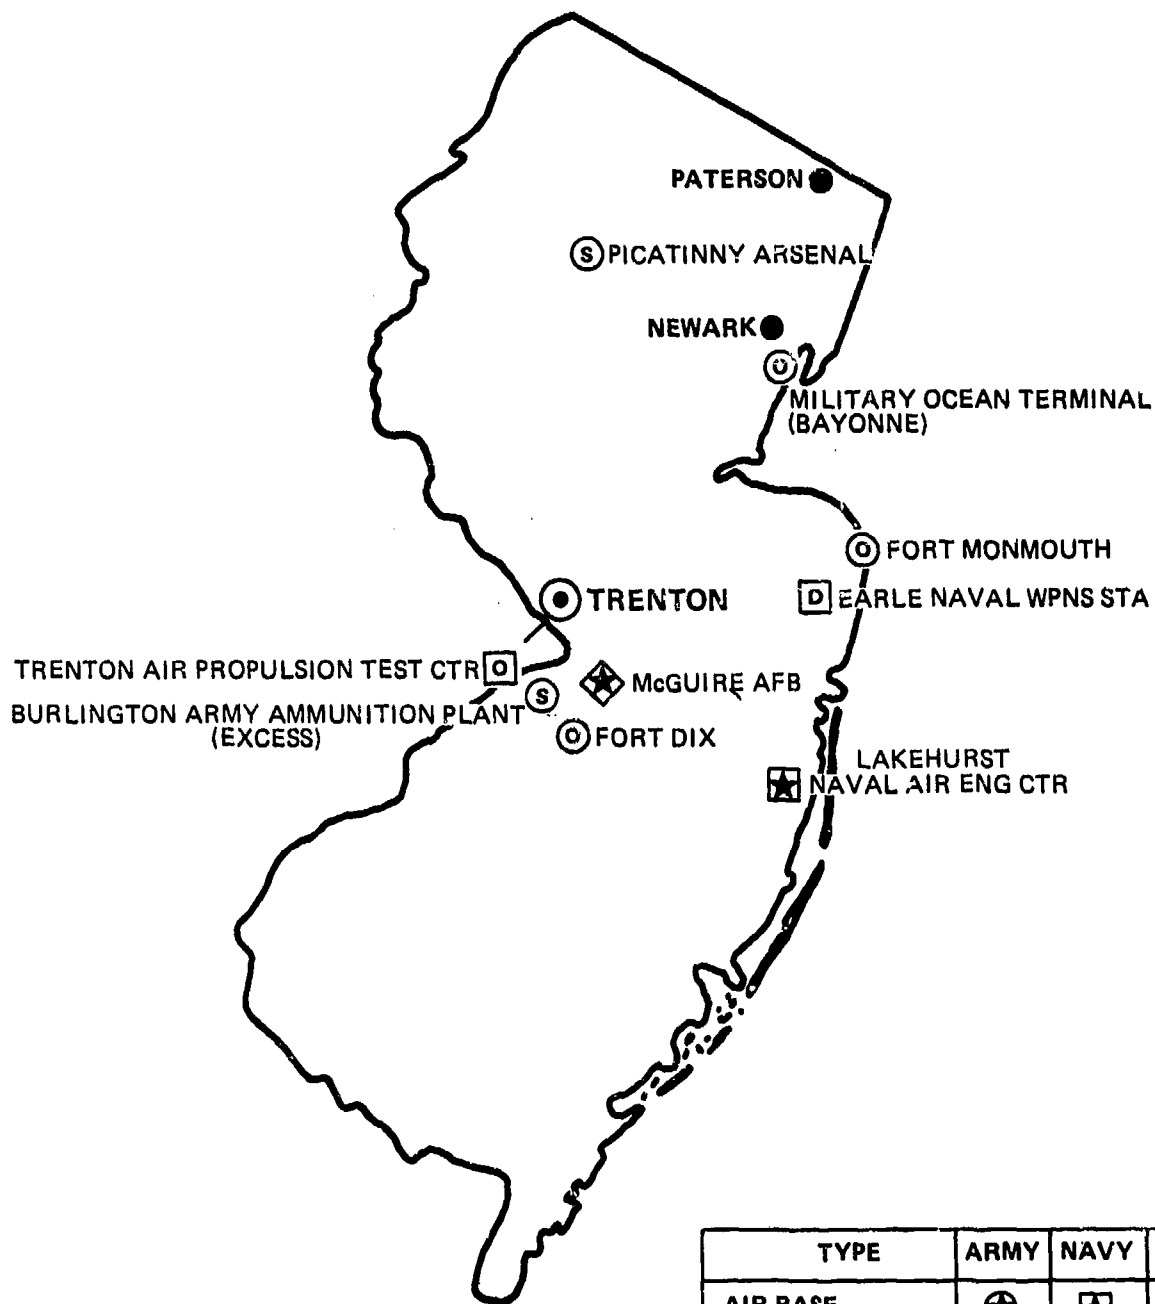 PATERSON
S PICATINNY ARSENAL
NEWARK
O
MILITARY OCEAN TERMINAL
(BAYONNE)
O FORT MONMOUTH
TRENTON
D EARLE NAVAL WPNS STA
TRENTON AIR PROPULSION TEST CTR O
McGUIRE AFB
S
BURLINGTON ARMY AMMUNITION PLANT
(EXCESS)
O FORT DIX
LAKEHURST
NAVAL AIR ENG CTR
TYPE ARMY NAVY
AIR BASE